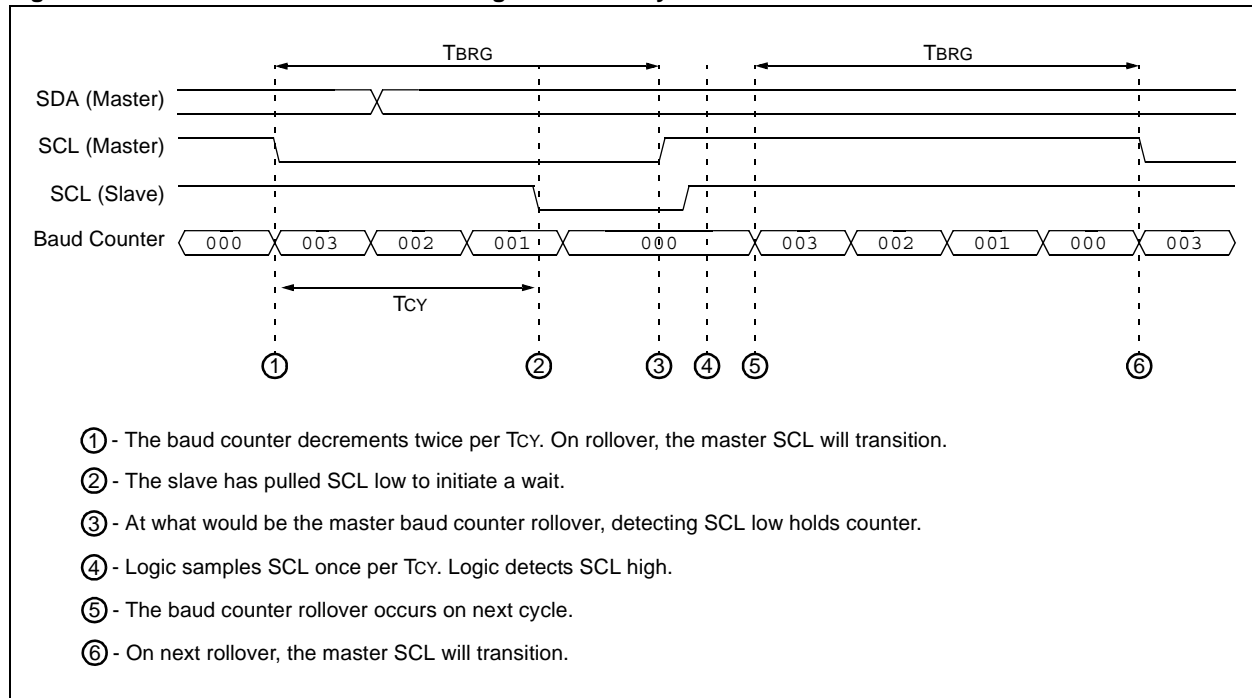 TBRG TBRG
SDA (Master)
SCL (Master)
SCL (Slave)
Baud Counter 000 003 002 001 000 003 002 001 000 003
TCY
1 2 3 4 5 6
1 - The baud counter decrements twice per TCY. On rollover, the master SCL will transition.
2 - The slave has pulled SCL low to initiate a wait.
3 - At what would be the master baud counter rollover, detecting SCL low holds counter.
4 - Logic samples SCL once per TCY. Logic detects SCL high.
5 - The baud counter rollover occurs on next cycle.
6 - On next rollover, the master SCL will transition.